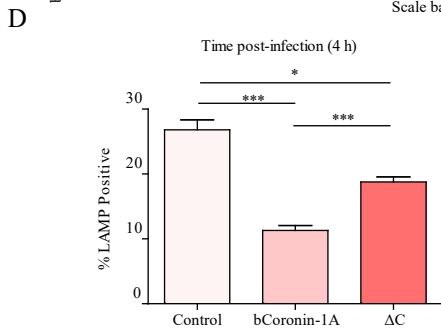 Scale ba
D
Time post-infection (4 h)
*
***
***
30
20
10
0
% LAMP Positive
Control bCoronin-1A ΔC